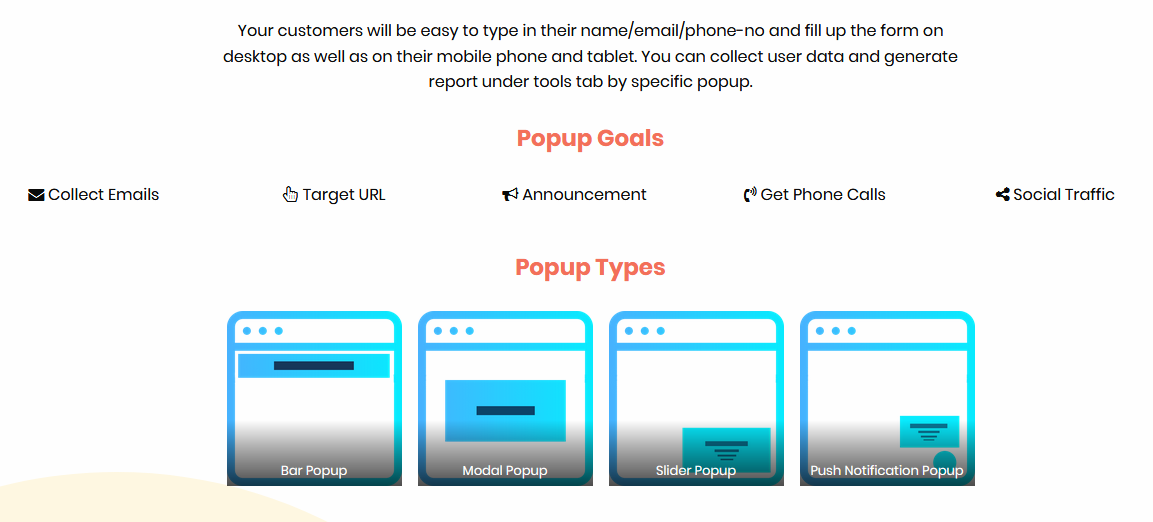 Your customers will be easy to type in their name/email/phone-no and fill up the form on
desktop as well as on their mobile phone and tablet. You can collect user data and generate
report under tools tab by specific popup.
Popup Goals
Collect Emails
Target URL
Announcement
Get Phone Calls
Social Traffic
Popup Types
Bar Popup
Modal Popup
Slider Popup
Push Notification Popup